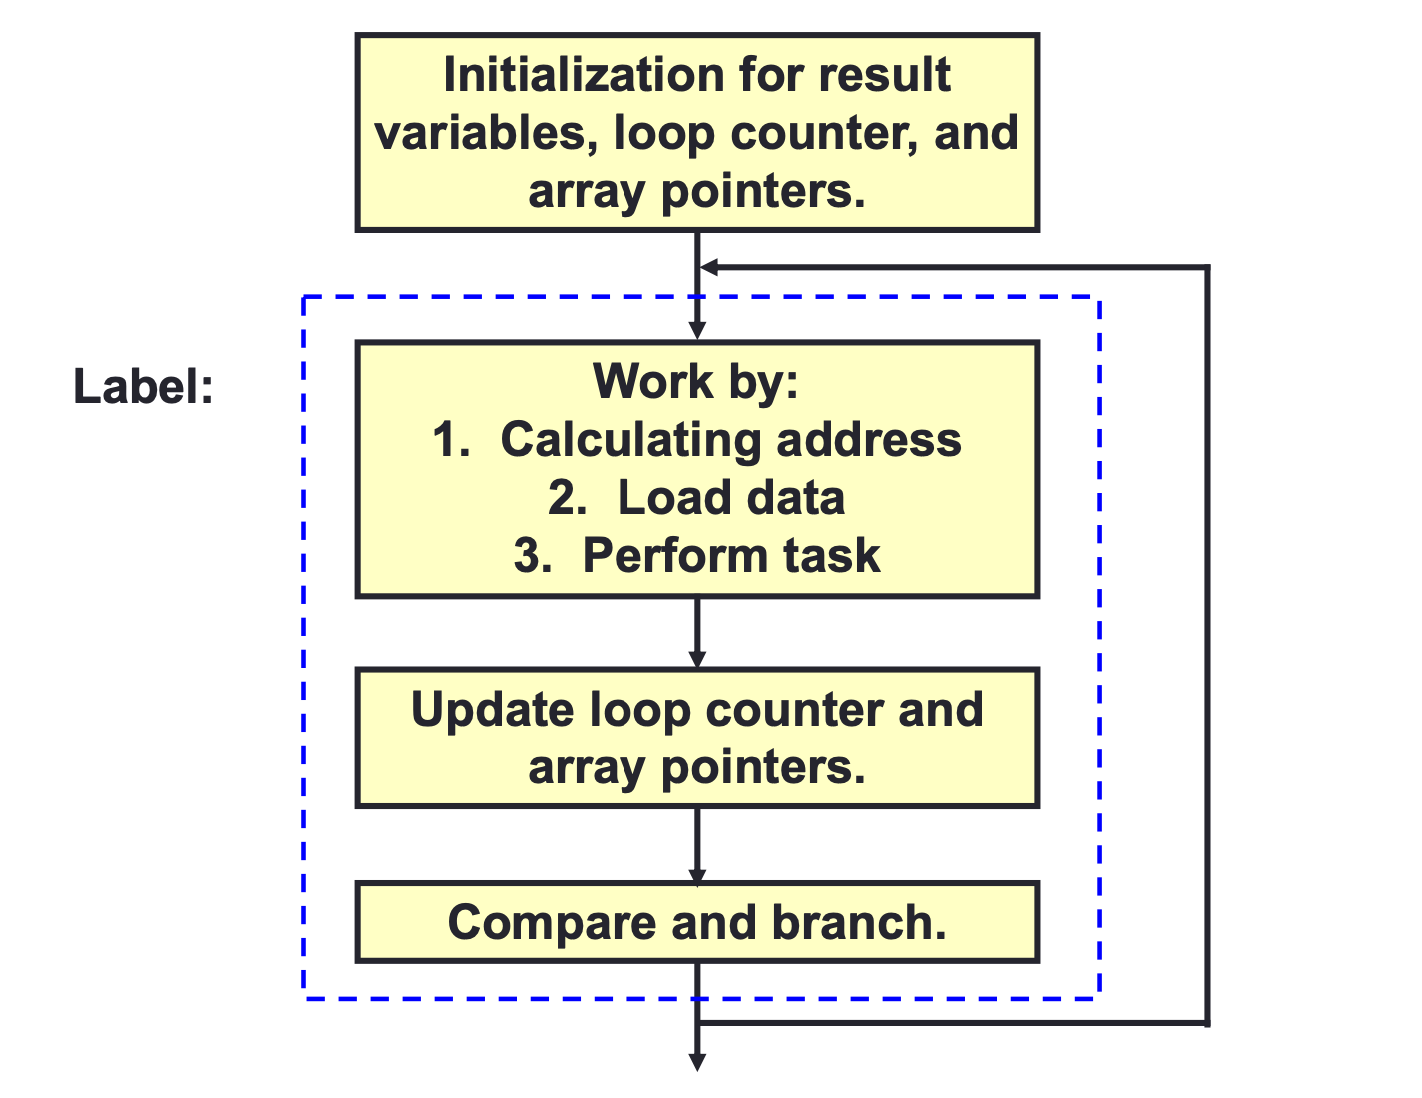 Initialization for result
variables, loop counter, and
array pointers.
Label:
Work by:
1. Calculating address
2. Load data
3. Perform task
Update loop counter and
array pointers.
Compare and branch.